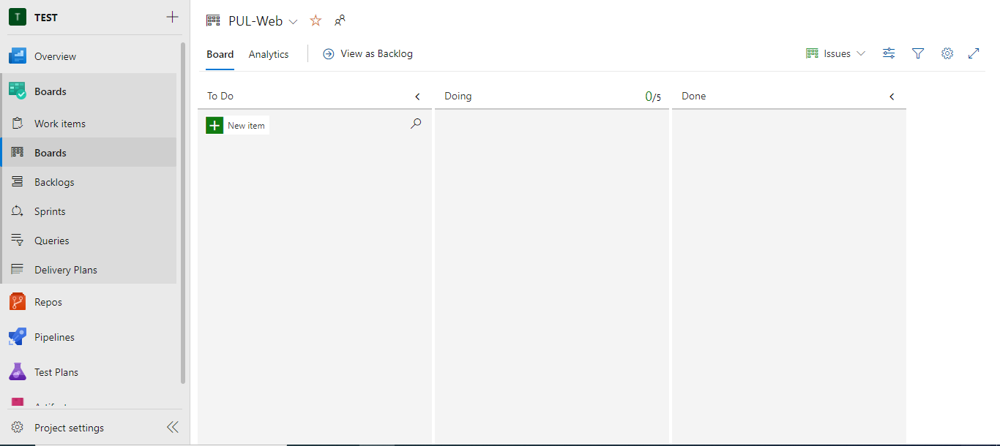 T TEST
Overview
Boards
Work items
Boards
Backlogs
Sprints
Queries
Delivery Plans
Repos
Pipelines
Test Plans
Project settings
PUL-Web
Board Analytics View as Backlog Issues
To Do Doing 0/5 Done
New item